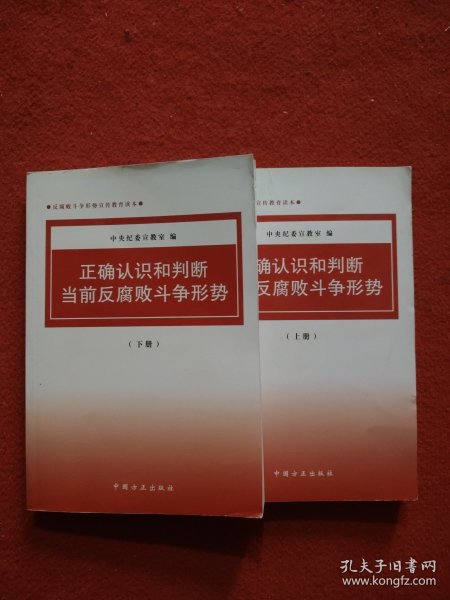 ●反腐败斗争形势宣传教育读本●
中央纪委宣教室 编
正确认识和判断
当前反腐败斗争形势
(下册)
中国方正出版社
宣传教育读本●
中央纪委宣教室 编
确认识和判断
反腐败斗争形势
(上册)
中国方正出版社
孔夫子旧书网
www.kongfz.com